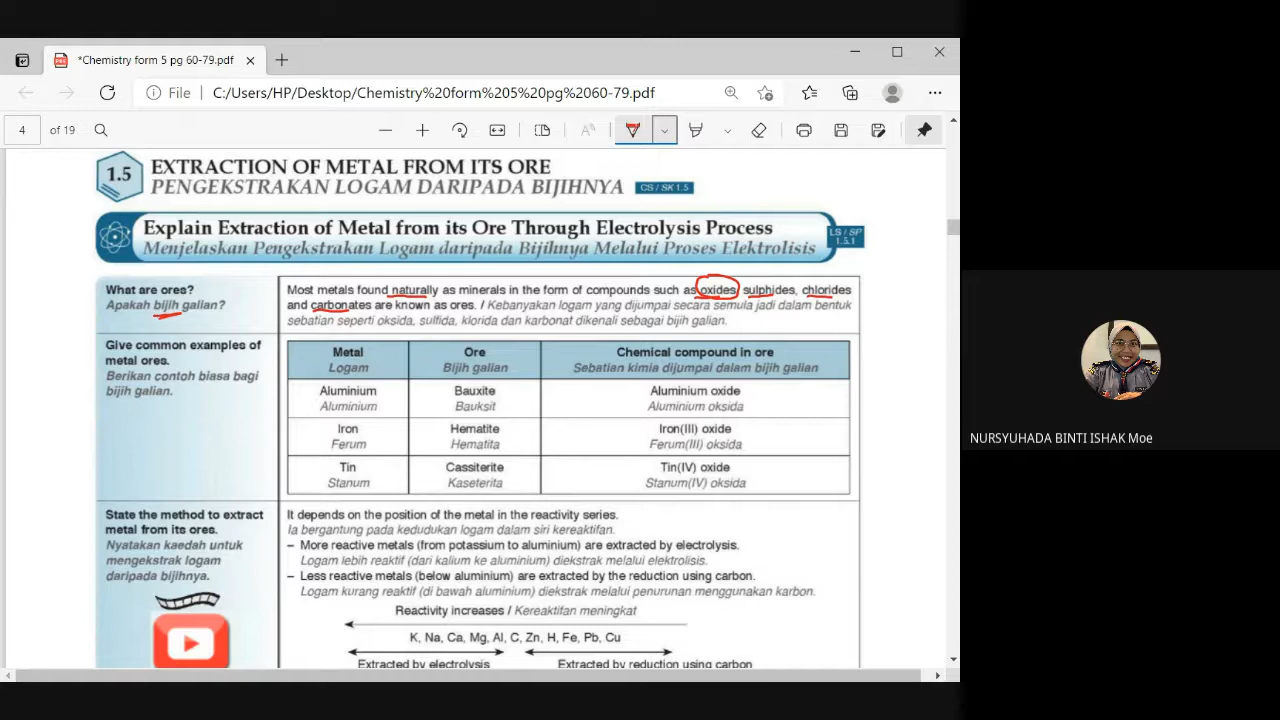 *Chemistry form 5 pg 60-79.pdf
File C:/Users/HP/Desktop/Chemistry%20form%205%20pg%2060-79.pdf
4 of 19
1.5 EXTRACTION OF METAL FROM ITS ORE
PENGEKSTRAKAN LOGAM DARIPADA BIJIHNYA CS / SK 1.5
Explain Extraction of Metal from its Ore Through Electrolysis Process LS / SP
Menjelaskan Pengekstrakan Logam daripada Bijihnya Melalui Proses Elektrolisis 1.5.1
What are ores?
Apakah bijih galian?
Most metals found naturally as minerals in the form of compounds such as oxides, sulphides, chlorides
and carbonates are known as ores. / Kebanyakan logam yang dijumpai secara semula jadi dalam bentuk
sebatian seperti oksida, sulfida, klorida dan karbonat dikenali sebagai bijih galian.
Give common examples of
metal ores.
Berikan contoh biasa bagi
bijih galian.
Metal Ore Chemical compound in ore
Logam Bijih galian Sebatian kimia dijumpai dalam bijih galian
Aluminium Bauxite Aluminium oxide
Aluminium Bauksit Aluminium oksida
Iron Hematite Iron(III) oxide
Ferum Hematita Ferum(III) oksida
Tin Cassiterite Tin(IV) oxide
Stanum Kaseterita Stanum(IV) oksida
State the method to extract
metal from its ores.
Nyatakan kaedah untuk
mengekstrak logam
daripada bijihnya.
It depends on the position of the metal in the reactivity series.
Ia bergantung pada kedudukan logam dalam siri kereaktifan.
– More reactive metals (from potassium to aluminium) are extracted by electrolysis.
Logam lebih reaktif (dari kalium ke aluminium) diekstrak melalui elektrolisis.
– Less reactive metals (below aluminium) are extracted by the reduction using carbon.
Logam kurang reaktif (di bawah aluminium) diekstrak melalui penurunan menggunakan karbon.
Reactivity increases / Kereaktifan meningkat
K, Na, Ca, Mg, Al, C, Zn, H, Fe, Pb, Cu
Extracted by electrolysis Extracted by reduction using carbon
NURSYUHADA BINTI ISHAK Moe